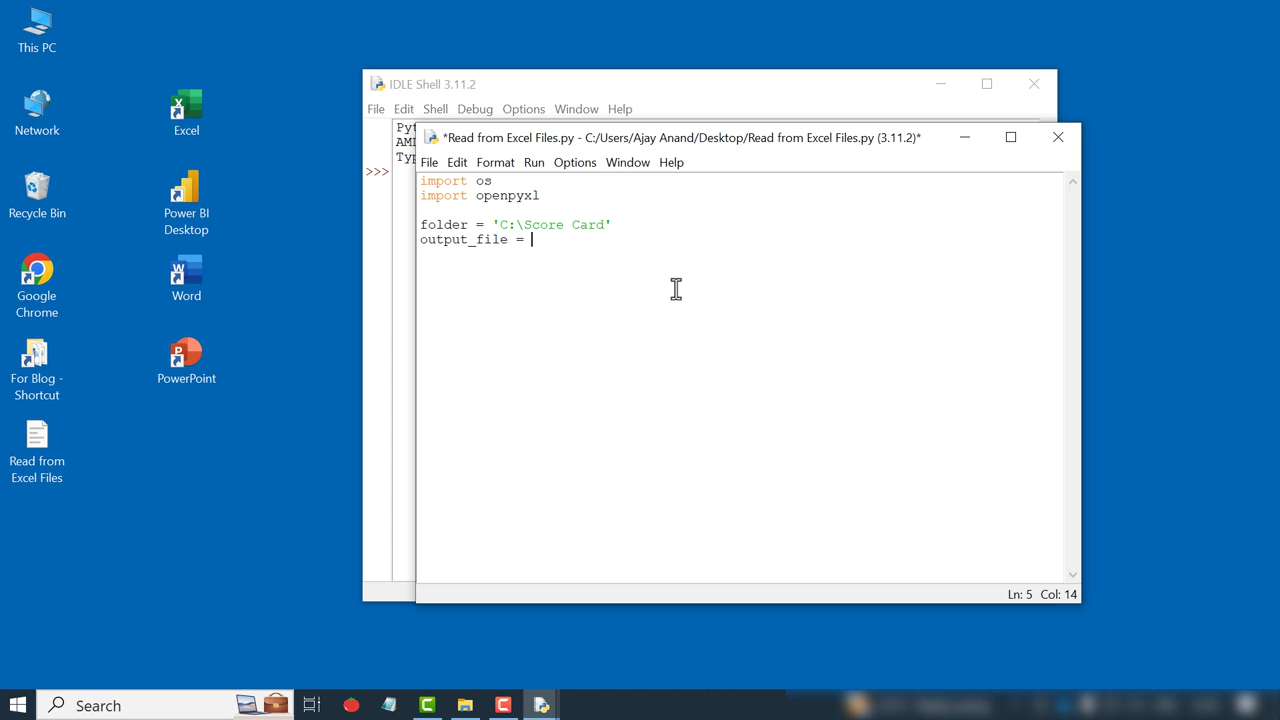 This PC
Network
Recycle Bin
Google
Chrome
For Blog -
Shortcut
Read from
Excel Files
Excel
Power BI
Desktop
Word
PowerPoint
IDLE Shell 3.11.2
File Edit Shell Debug Options Window Help
>>>
*Read from Excel Files.py - C:/Users/Ajay Anand/Desktop/Read from Excel Files.py (3.11.2)*
File Edit Format Run Options Window Help
import os
import openpyxl
folder = 'C:\Score Card'
output_file =
Ln: 5 Col: 14
Search